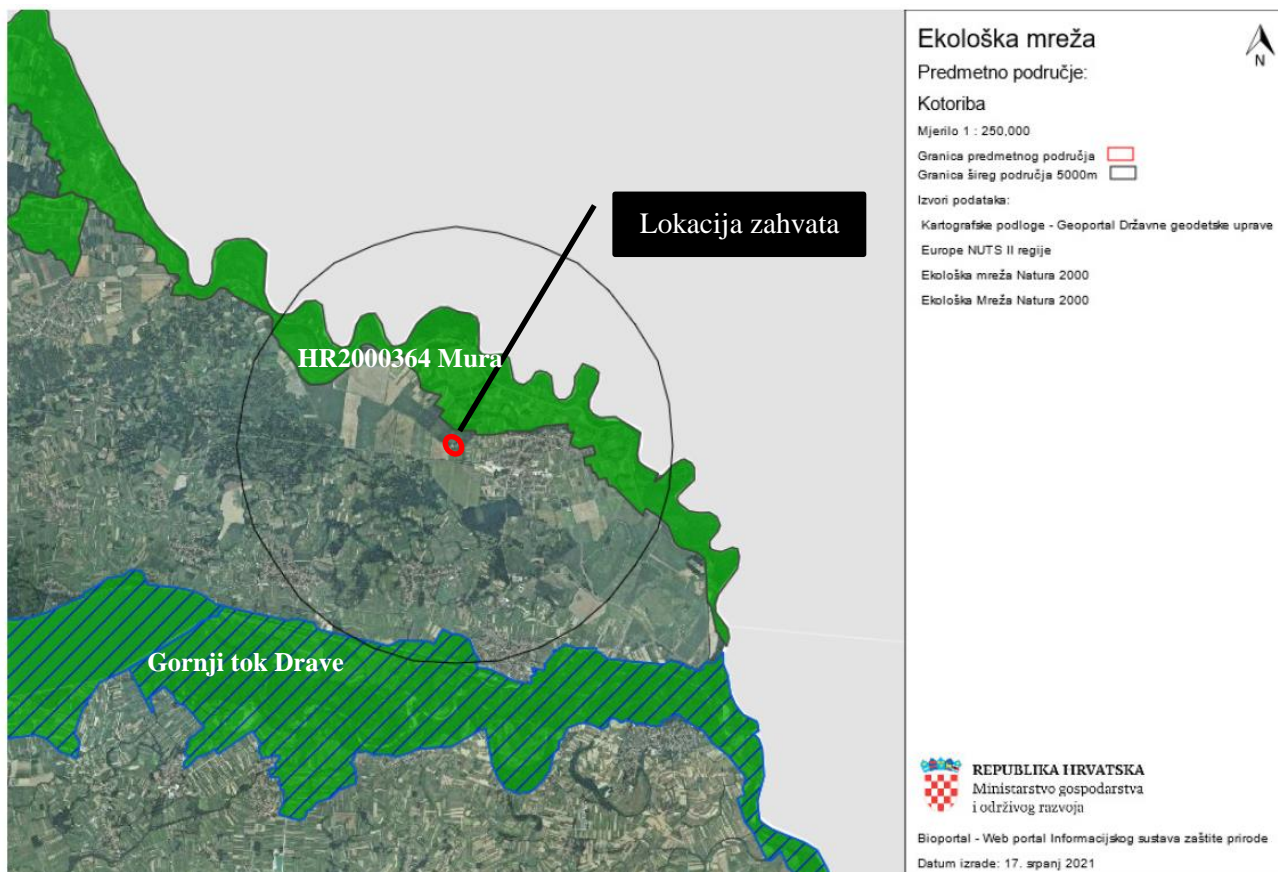 Lokacija zahvata
HR2000364 Mura
Gornji tok Drave
Ekološka mreža
N
Predmetno područje:
Kotoriba
Mjerilo 1 : 250,000
Granica predmetnog područja
Granica šireg područja 5000m
Izvori podataka:
Kartografske podloge - Geoportal Državne geodetske uprave
Europe NUTS II regije
Ekološka mreža Natura 2000
Ekološka Mreža Natura 2000
REPUBLIKA HRVATSKA
Ministarstvo gospodarstva
i održivog razvoja
Bioportal - Web portal Informacijskog sustava zaštite prirode
Datum izrade: 17. srpanj 2021